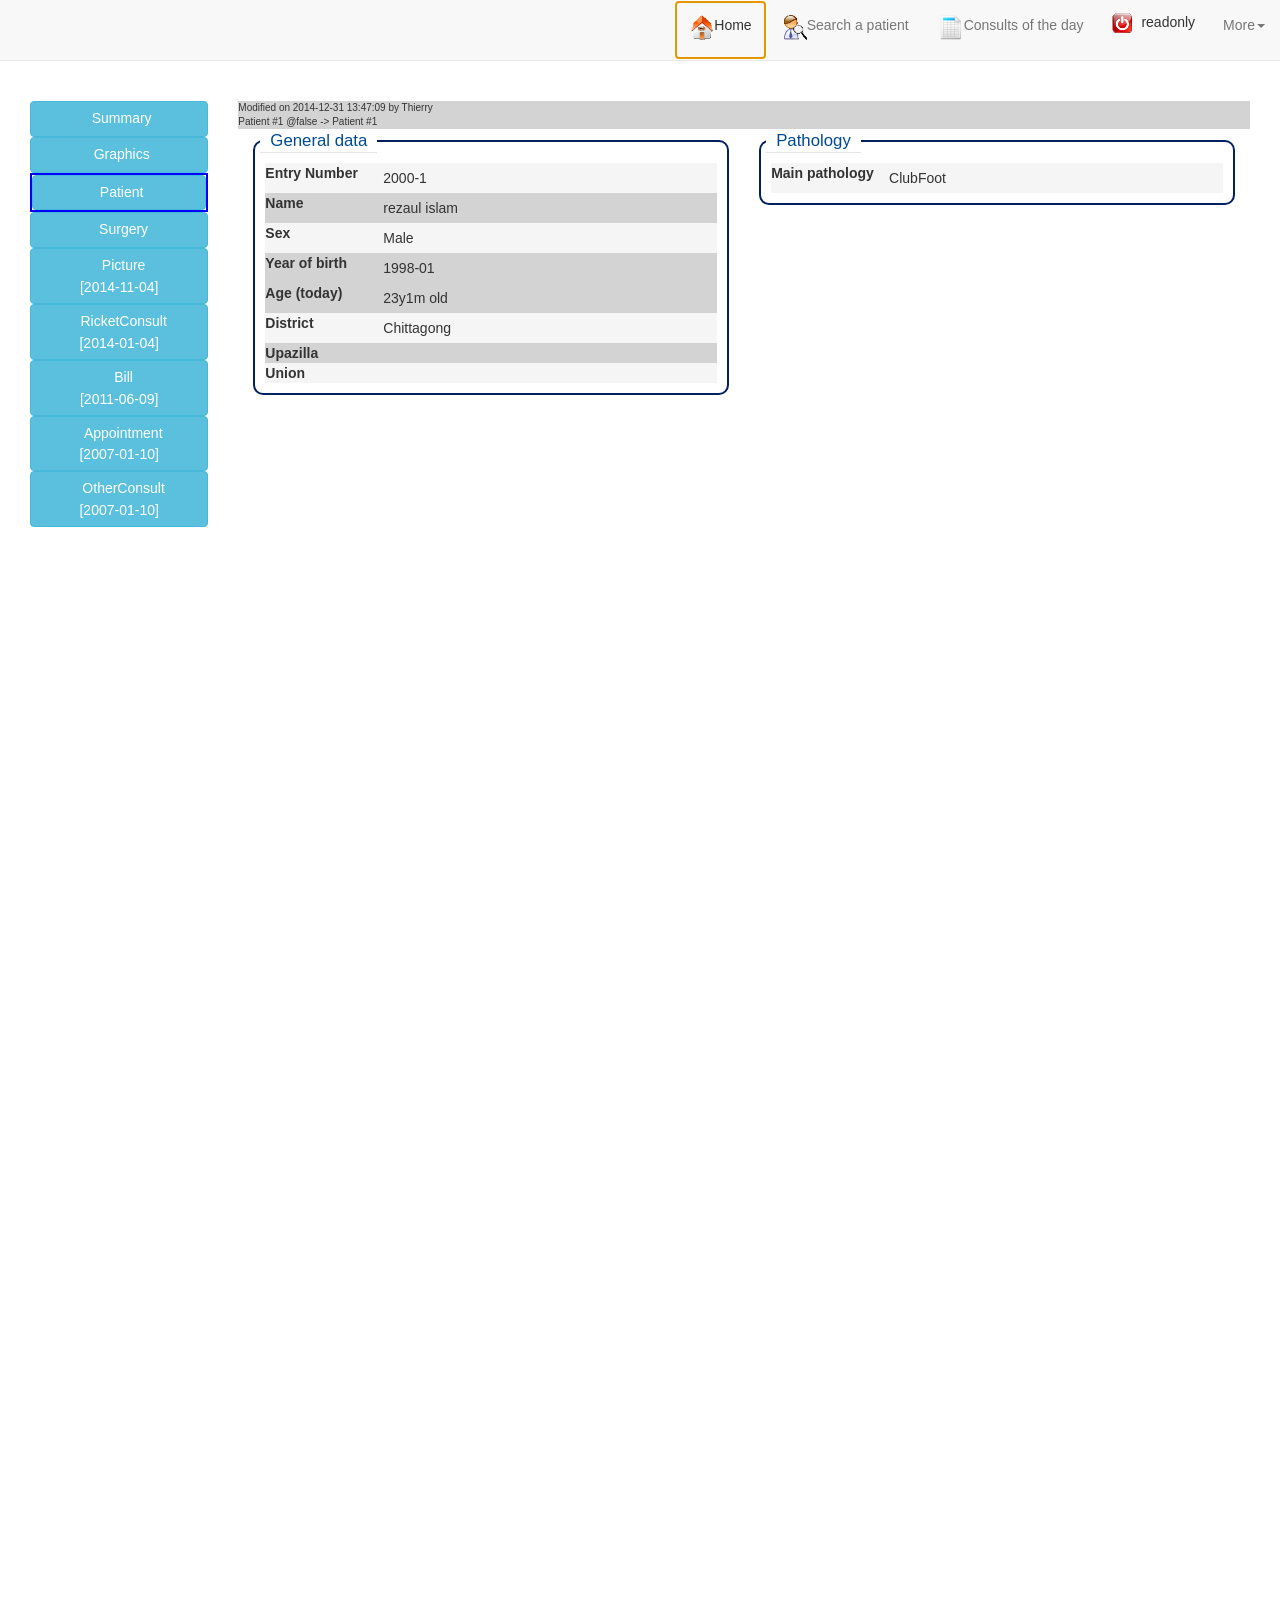 Home
Search a patient
Consults of the day
readonly
More
Summary
Graphics
Patient
Surgery
Picture
[2014-11-04]
RicketConsult
[2014-01-04]
Bill
[2011-06-09]
Appointment
[2007-01-10]
OtherConsult
[2007-01-10]
Modified on 2014-12-31 13:47:09 by Thierry
Patient #1 @false -> Patient #1
General data
Entry Number 2000-1
Name rezaul islam
Sex Male
Year of birth 1998-01
Age (today) 23y1m old
District Chittagong
Upazilla
Union
Pathology
Main pathology ClubFoot